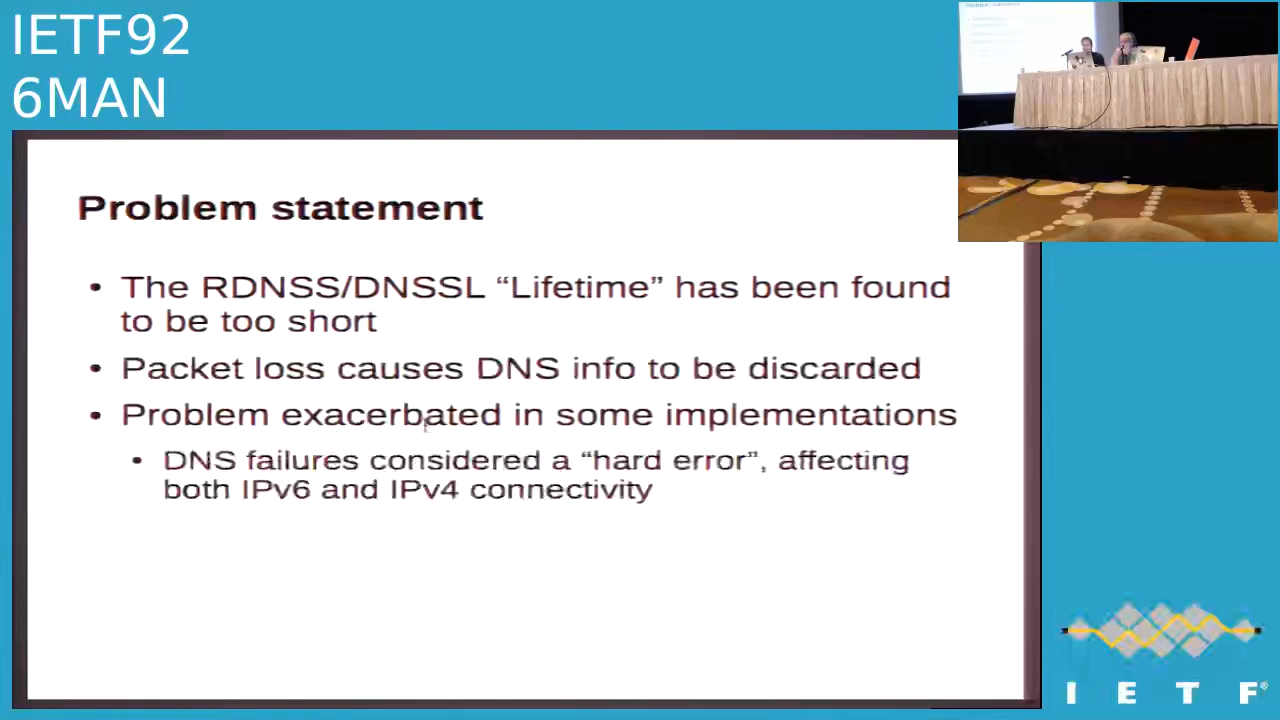 IETF92
6MAN
Problem statement
• The RDNSS/DNSSL “Lifetime” has been found
to be too short
• Packet loss causes DNS info to be discarded
• Problem exacerbated in some implementations
• DNS failures considered a “hard error”, affecting
both IPv6 and IPv4 connectivity
I E T F®